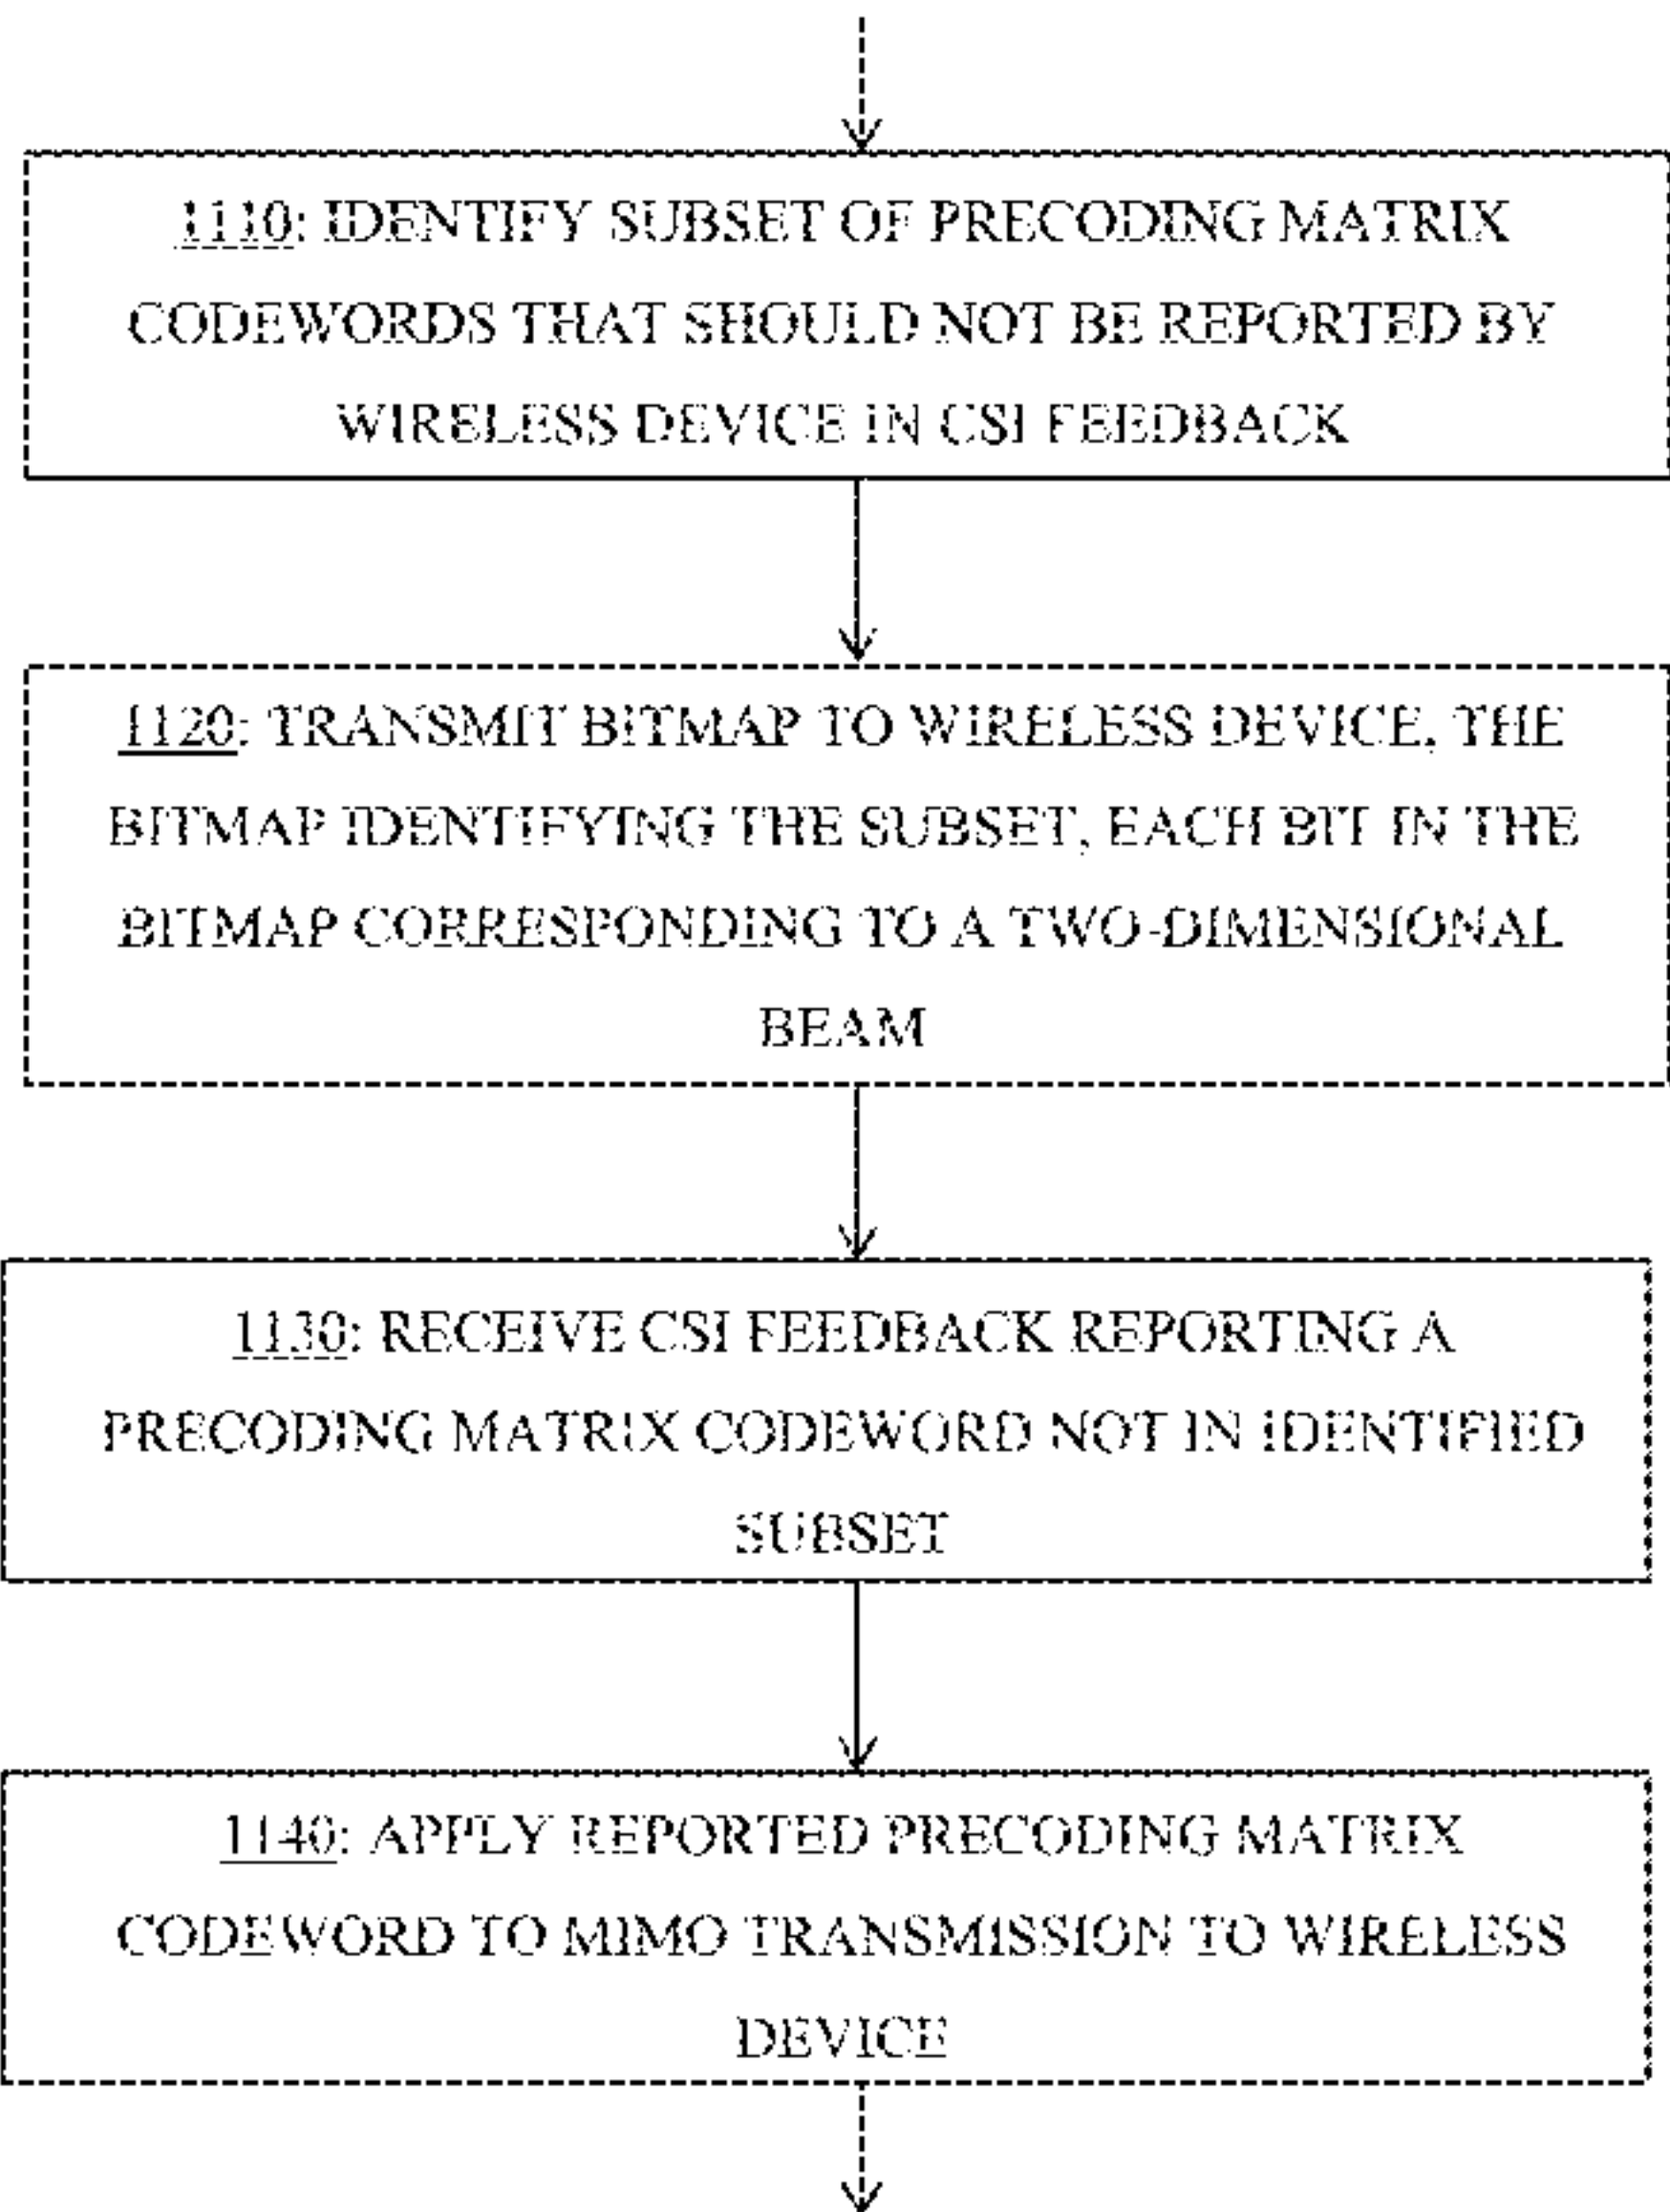 1110: IDENTIFY SUBSET OF PRECODING MATRIX
CODEWORDS THAT SHOULD NOT BE REPORTED BY
WIRELESS DEVICE IN CSI FEEDBACK
1120: TRANSMIT BITMAP TO WIRELESS DEVICE, THE
BITMAP IDENTIFYING THE SUBSET, EACH BIT IN THE
BITMAP CORRESPONDING TO A TWO-DIMENSIONAL
BEAM
1130: RECEIVE CSI FEEDBACK REPORTING A
PRECODING MATRIX CODEWORD NOT IN IDENTIFIED
SUBSET
1140: APPLY REPORTED PRECODING MATRIX
CODEWORD TO MIMO TRANSMISSION TO WIRELESS
DEVICE